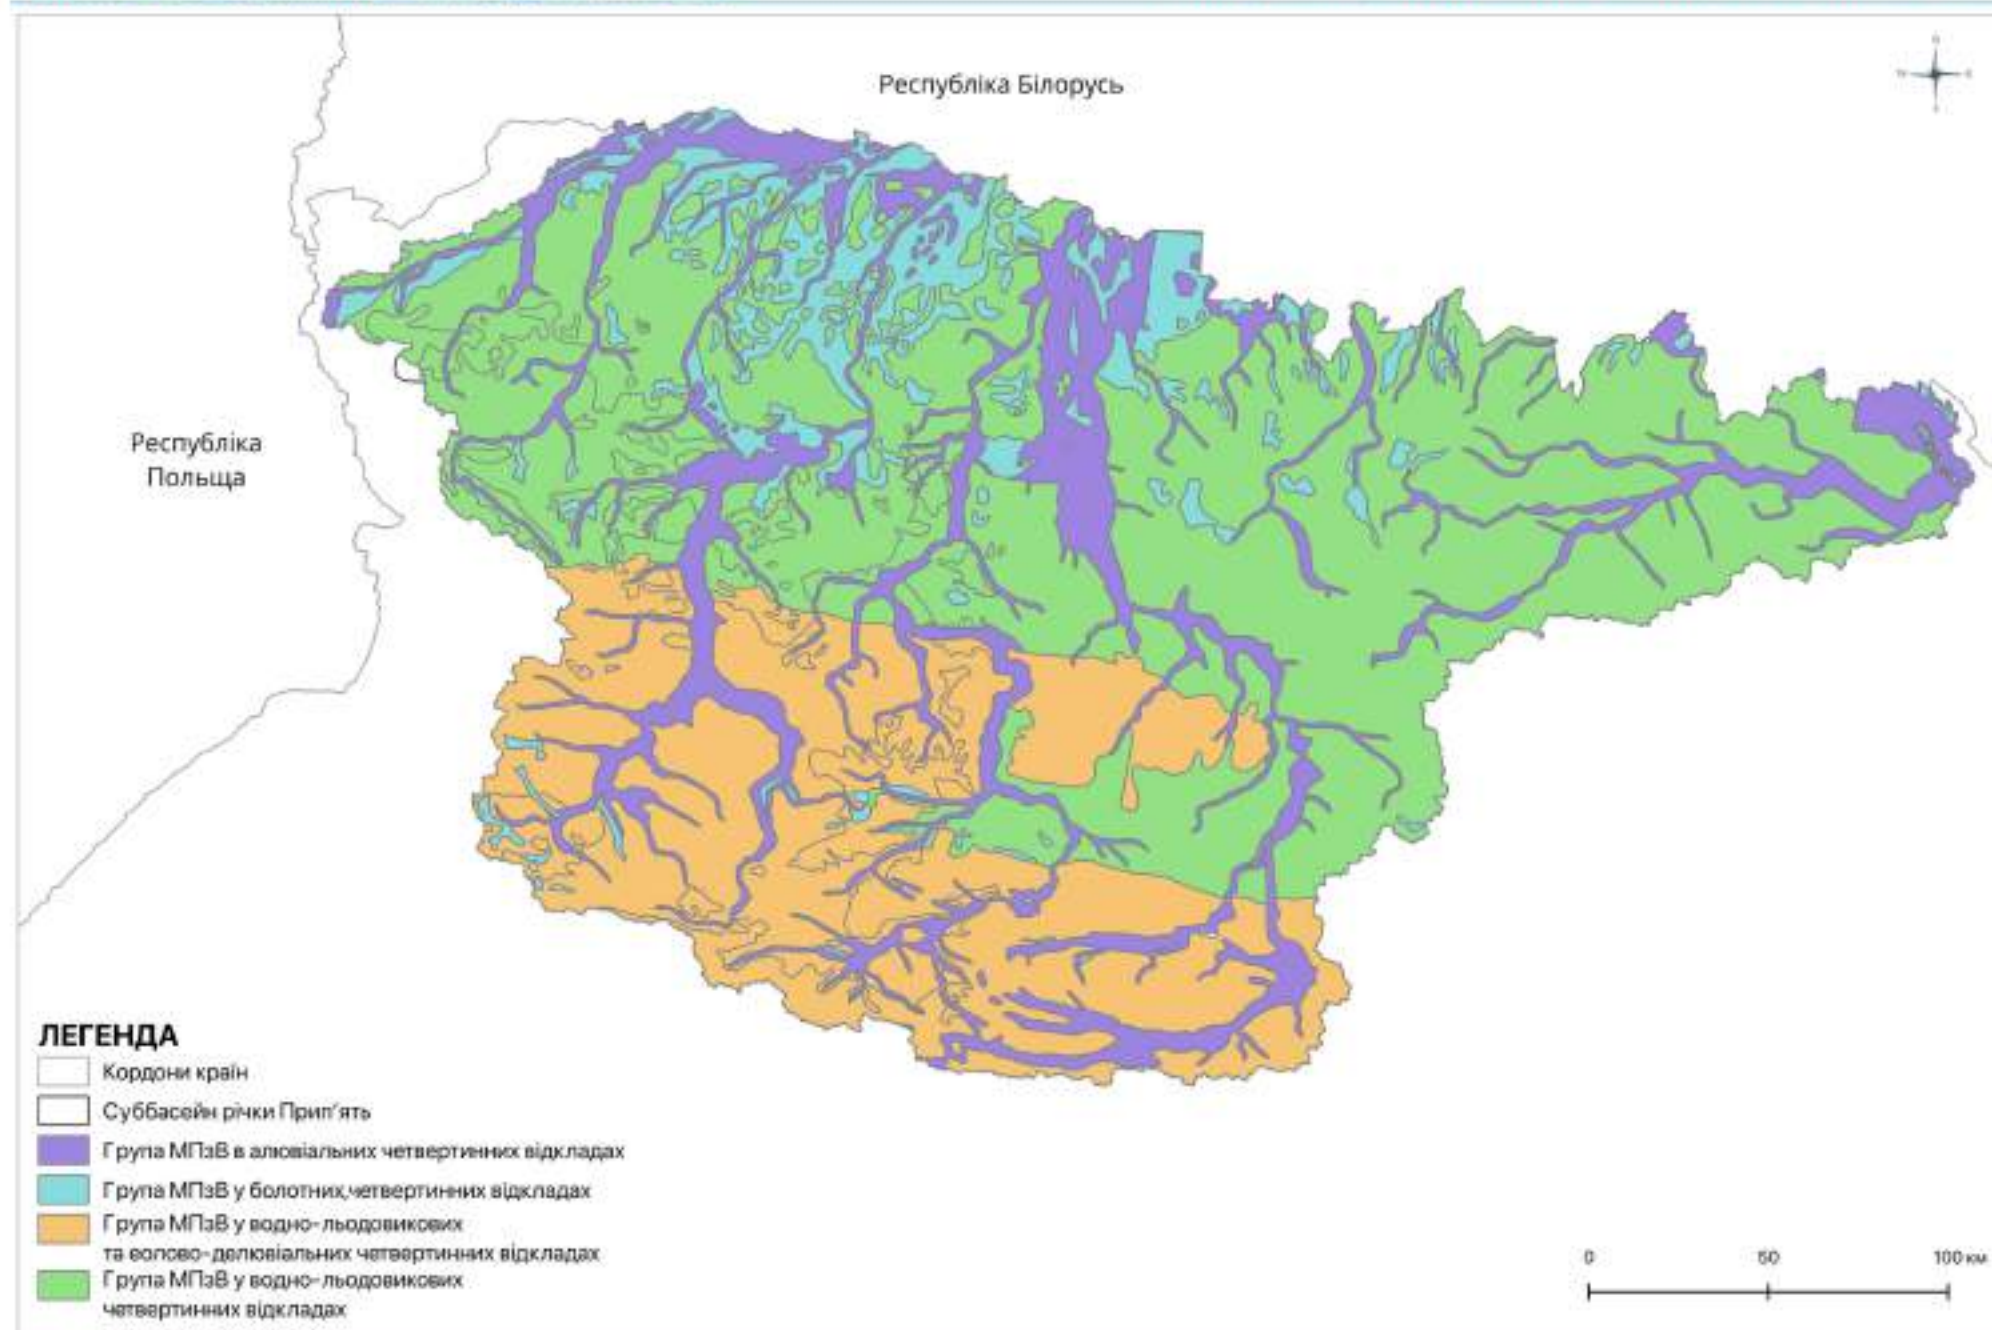 Республіка Білорусь
Республіка
Польща
ЛЕГЕНДА
Кордони країн
Суббасейн річки Прип'ять
Група МПзВ в алювіальних четвертинних відкладах
Група МПзВ у болотних,четвертинних відкладах
Група МПзВ у водно-льодовикових
та еолово-делювіальних четвертинних відкладах
Група МПзВ у водно-льодовикових
четвертинних відкладах
0 50 100 км